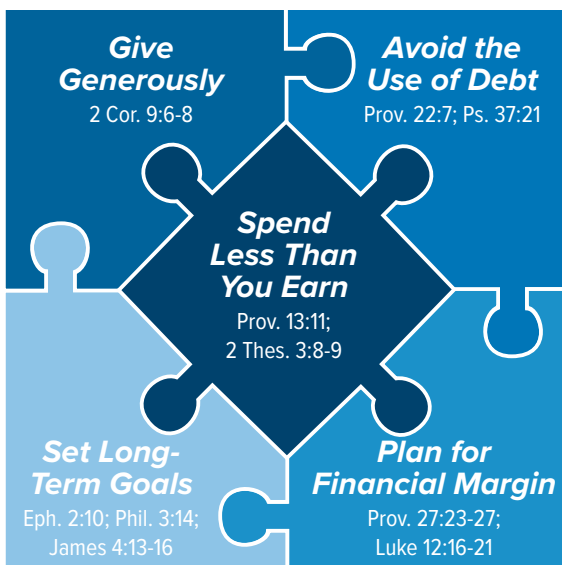 Give
Generously
2 Cor. 9:6-8
Avoid the
Use of Debt
Prov. 22:7; Ps. 37:21
Spend
Less Than
You Earn
Prov. 13:11;
2 Thes. 3:8-9
Set Long-
Term Goals
Eph. 2:10; Phil. 3:14;
James 4:13-16
Plan for
Financial Margin
Prov. 27:23-27;
Luke 12:16-21